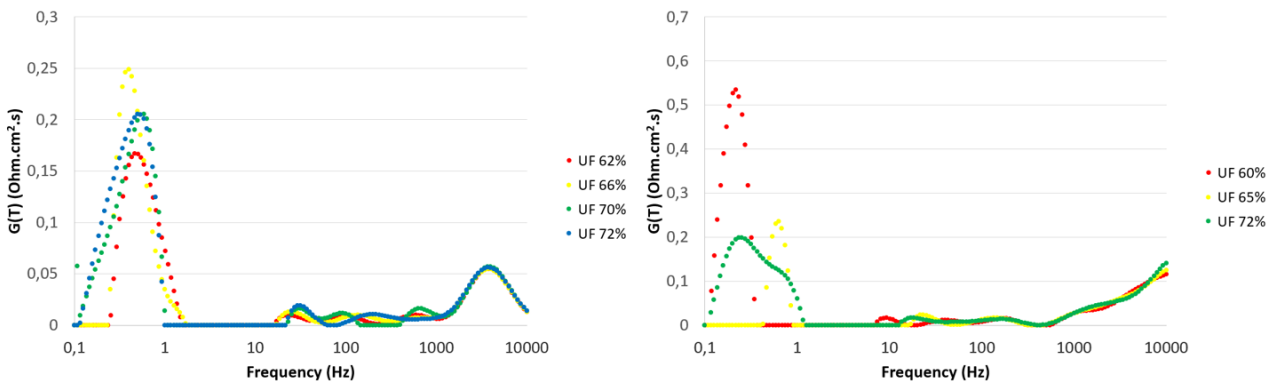 0,3
0,25
0,2
0,15
0,1
0,05
0
G(T) (Ohm.cm².s)
0,1 1 10 100 1000 10000
Frequency (Hz)
UF 62%
UF 66%
UF 70%
UF 72%
0,7
0,6
0,5
0,4
0,3
0,2
0,1
0
G(T) (Ohm.cm².s)
0,1 1 10 100 1000 10000
Frequency (Hz)
UF 60%
UF 65%
UF 72%